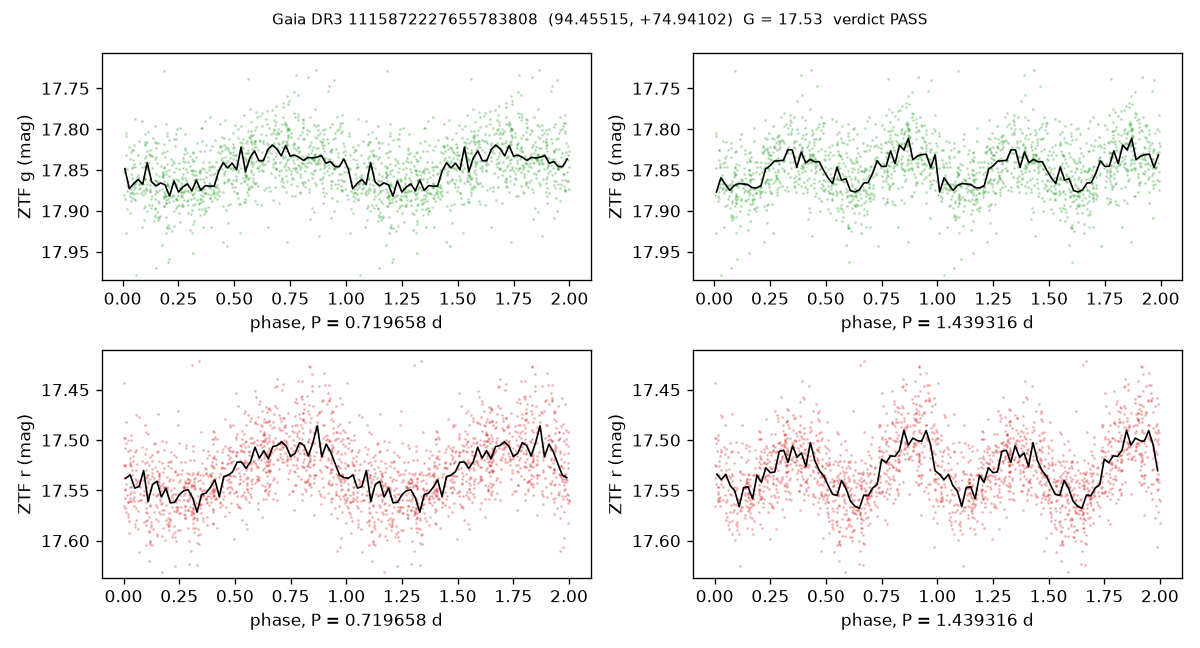 Gaia DR3 1115872227655783808  (94.45515, +74.94102)  G = 17.53  verdict PASS
ZTF g (mag)
17.75
17.80
17.85
17.90
17.95
0.00 0.25 0.50 0.75 1.00 1.25 1.50 1.75 2.00
phase, P = 0.719658 d
ZTF g (mag)
17.75
17.80
17.85
17.90
17.95
0.00 0.25 0.50 0.75 1.00 1.25 1.50 1.75 2.00
phase, P = 1.439316 d
ZTF r (mag)
17.45
17.50
17.55
17.60
0.00 0.25 0.50 0.75 1.00 1.25 1.50 1.75 2.00
phase, P = 0.719658 d
ZTF r (mag)
17.45
17.50
17.55
17.60
0.00 0.25 0.50 0.75 1.00 1.25 1.50 1.75 2.00
phase, P = 1.439316 d